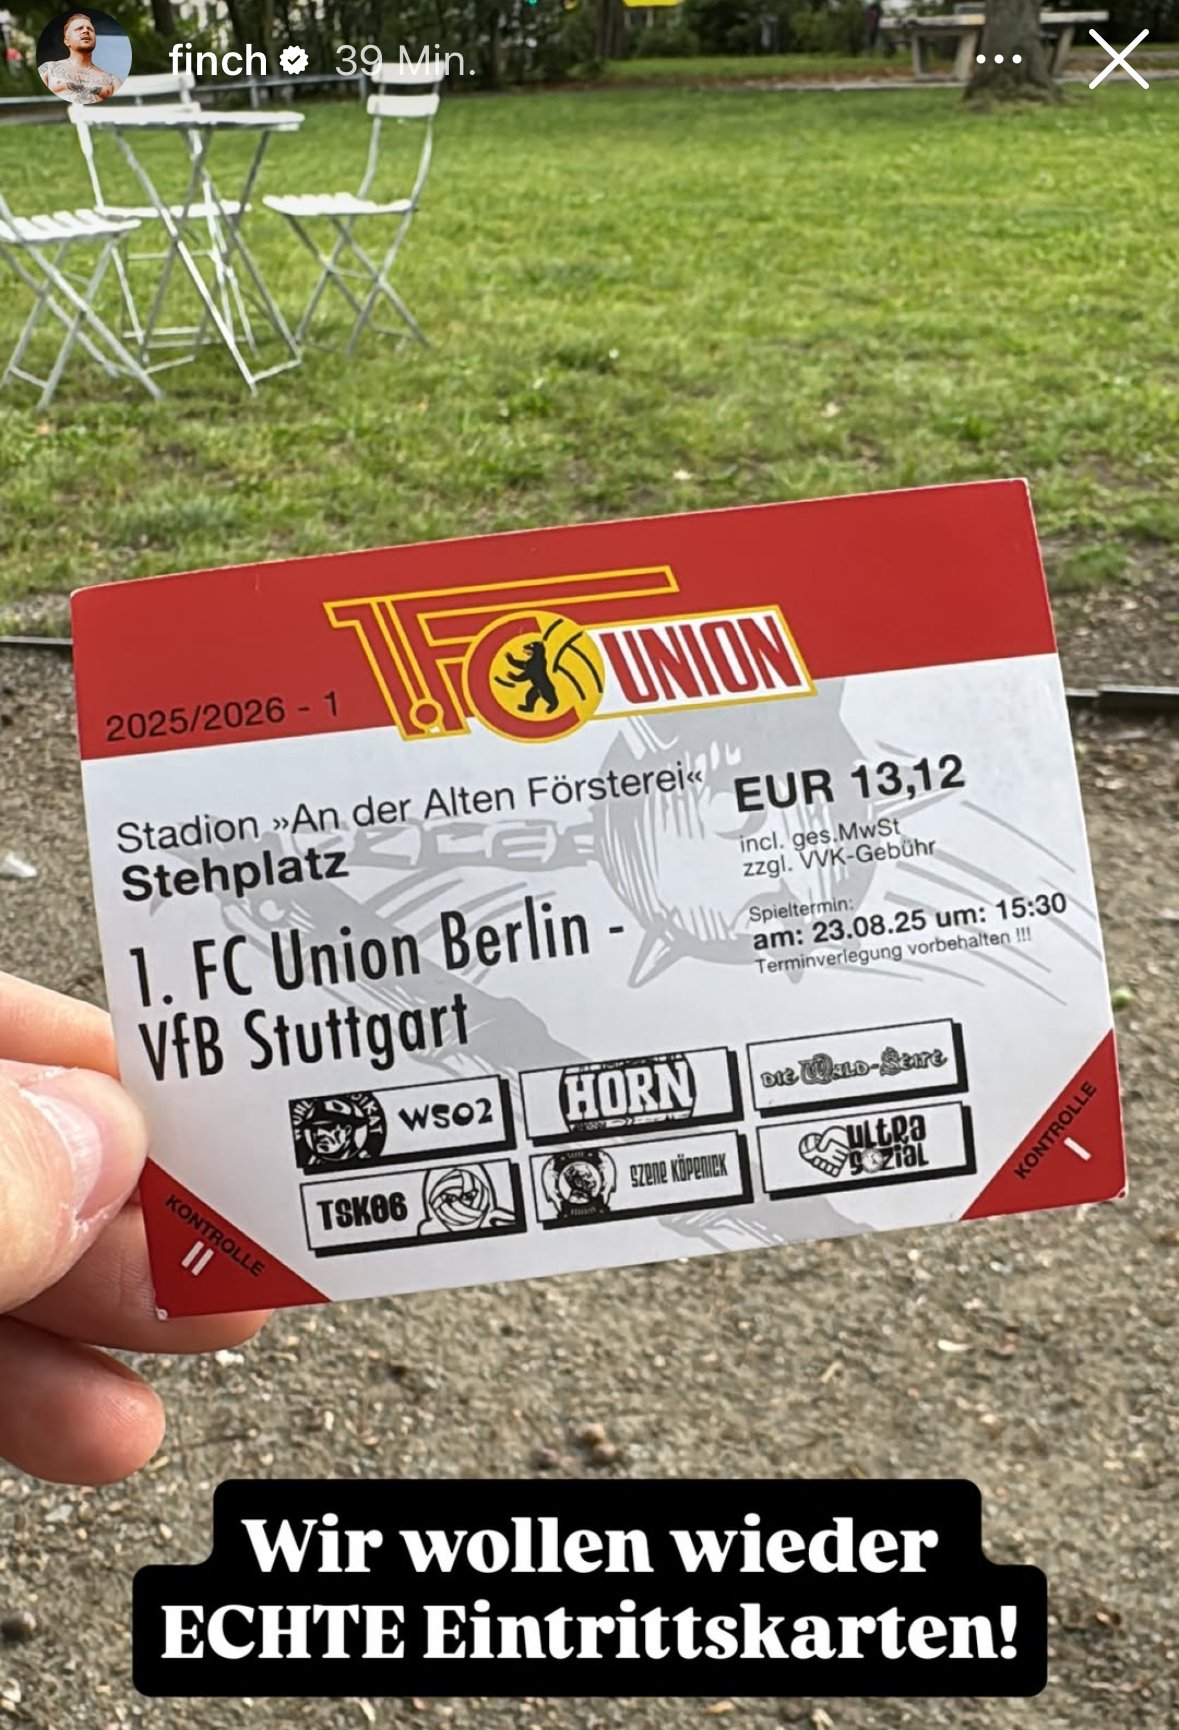 finch 39 Min.
1. FC UNION
2025/2026 - 1
Stadion »An der Alten Försterei«
Stehplatz
EUR 13,12
incl. ges.MwSt
zzgl. VVK-Gebühr
Spieltermin:
am: 23.08.25 um: 15:30
Terminverlegung vorbehalten !!!
1. FC Union Berlin -
VfB Stuttgart
WS02
HORN
DIE WALD-SEITE
TSK06
SZENE KÖPENICK
ULTRA
SOZIAL
KONTROLLE
II
KONTROLLE
I
Wir wollen wieder
ECHTE Eintrittskarten!